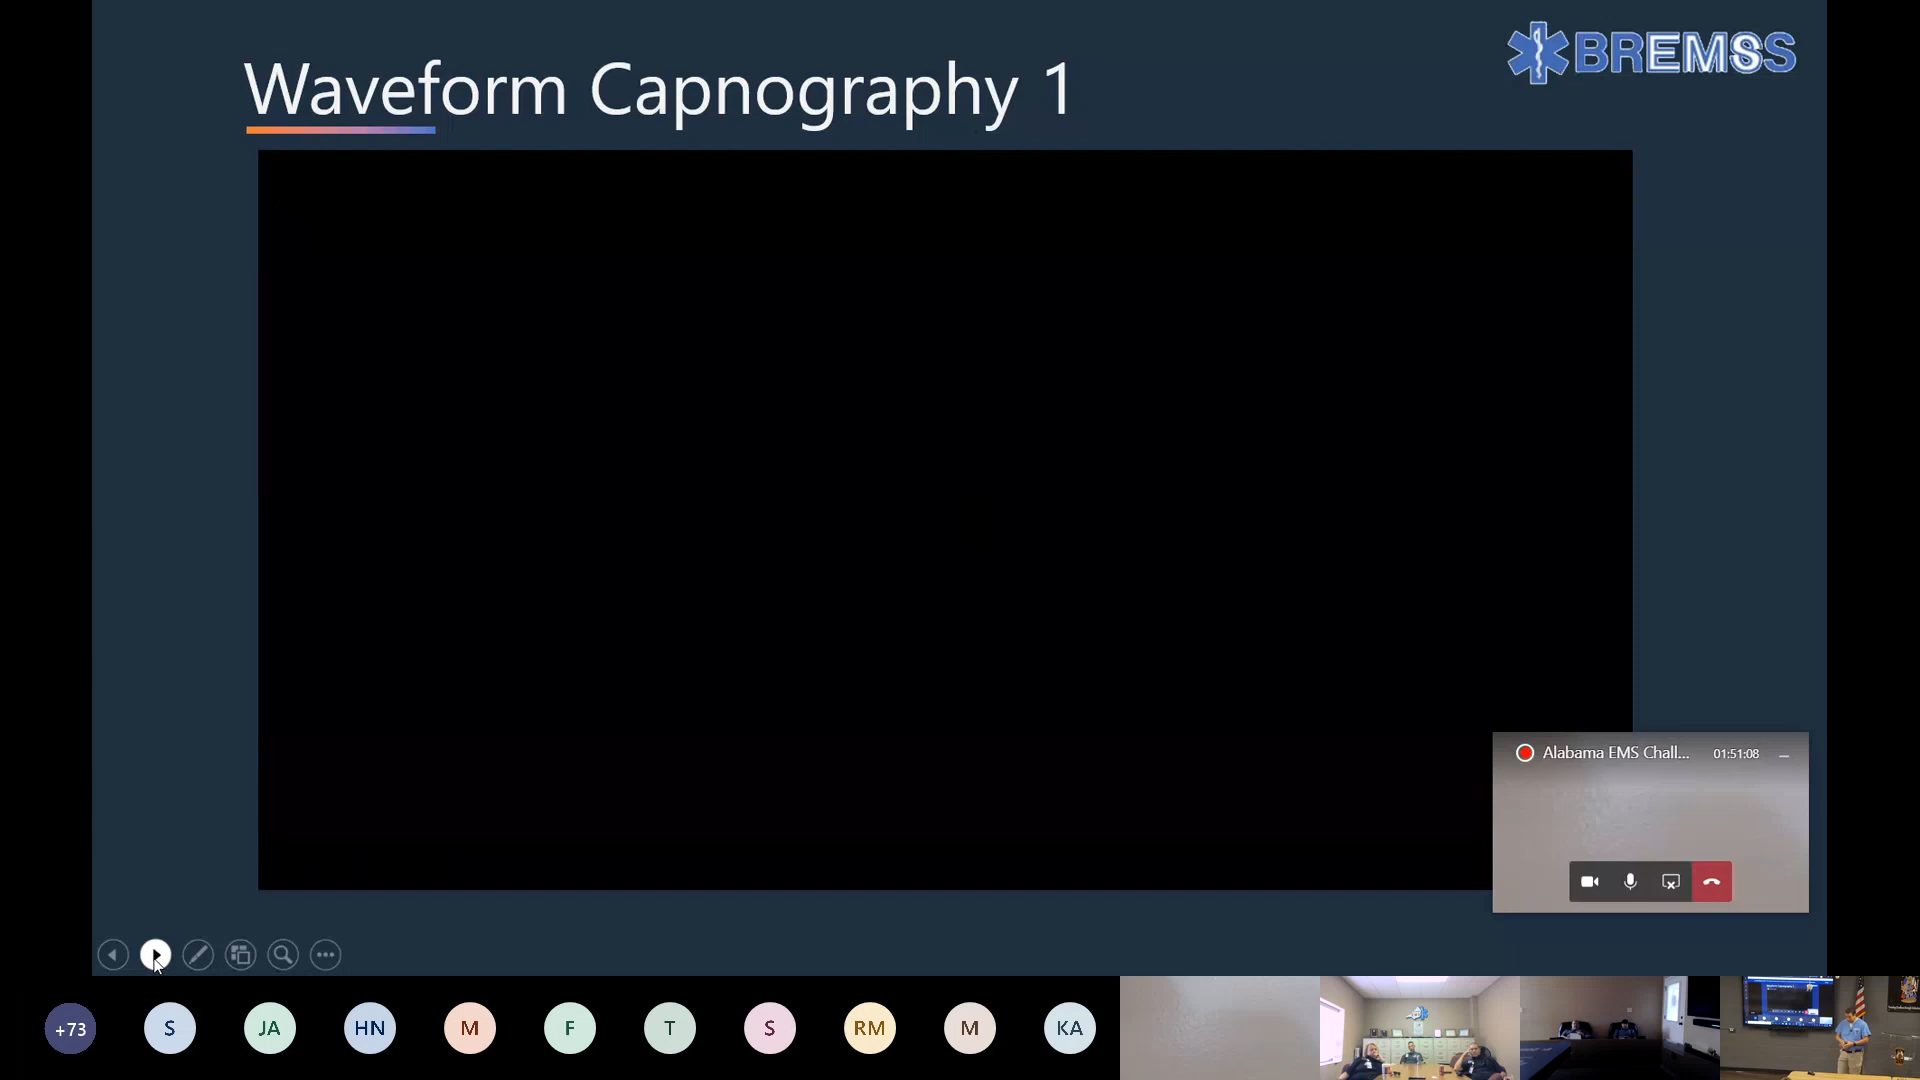 Waveform Capnography 1
BREMSS
Alabama EMS Chall... 01:51:08
+73 S JA HN M F T S RM M KA